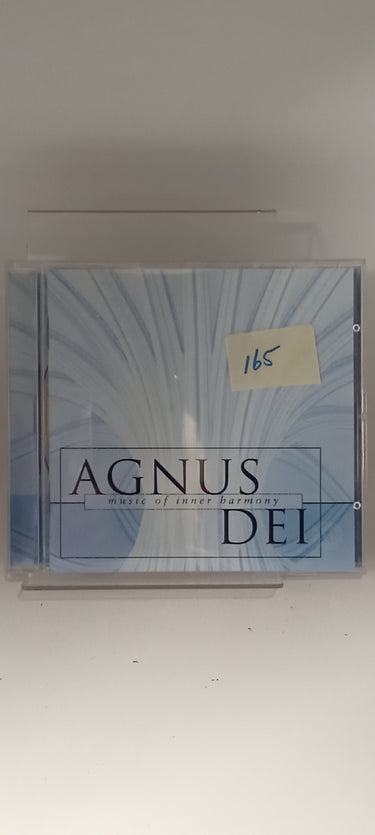 165
AGNUS
music of inner harmony
DEI